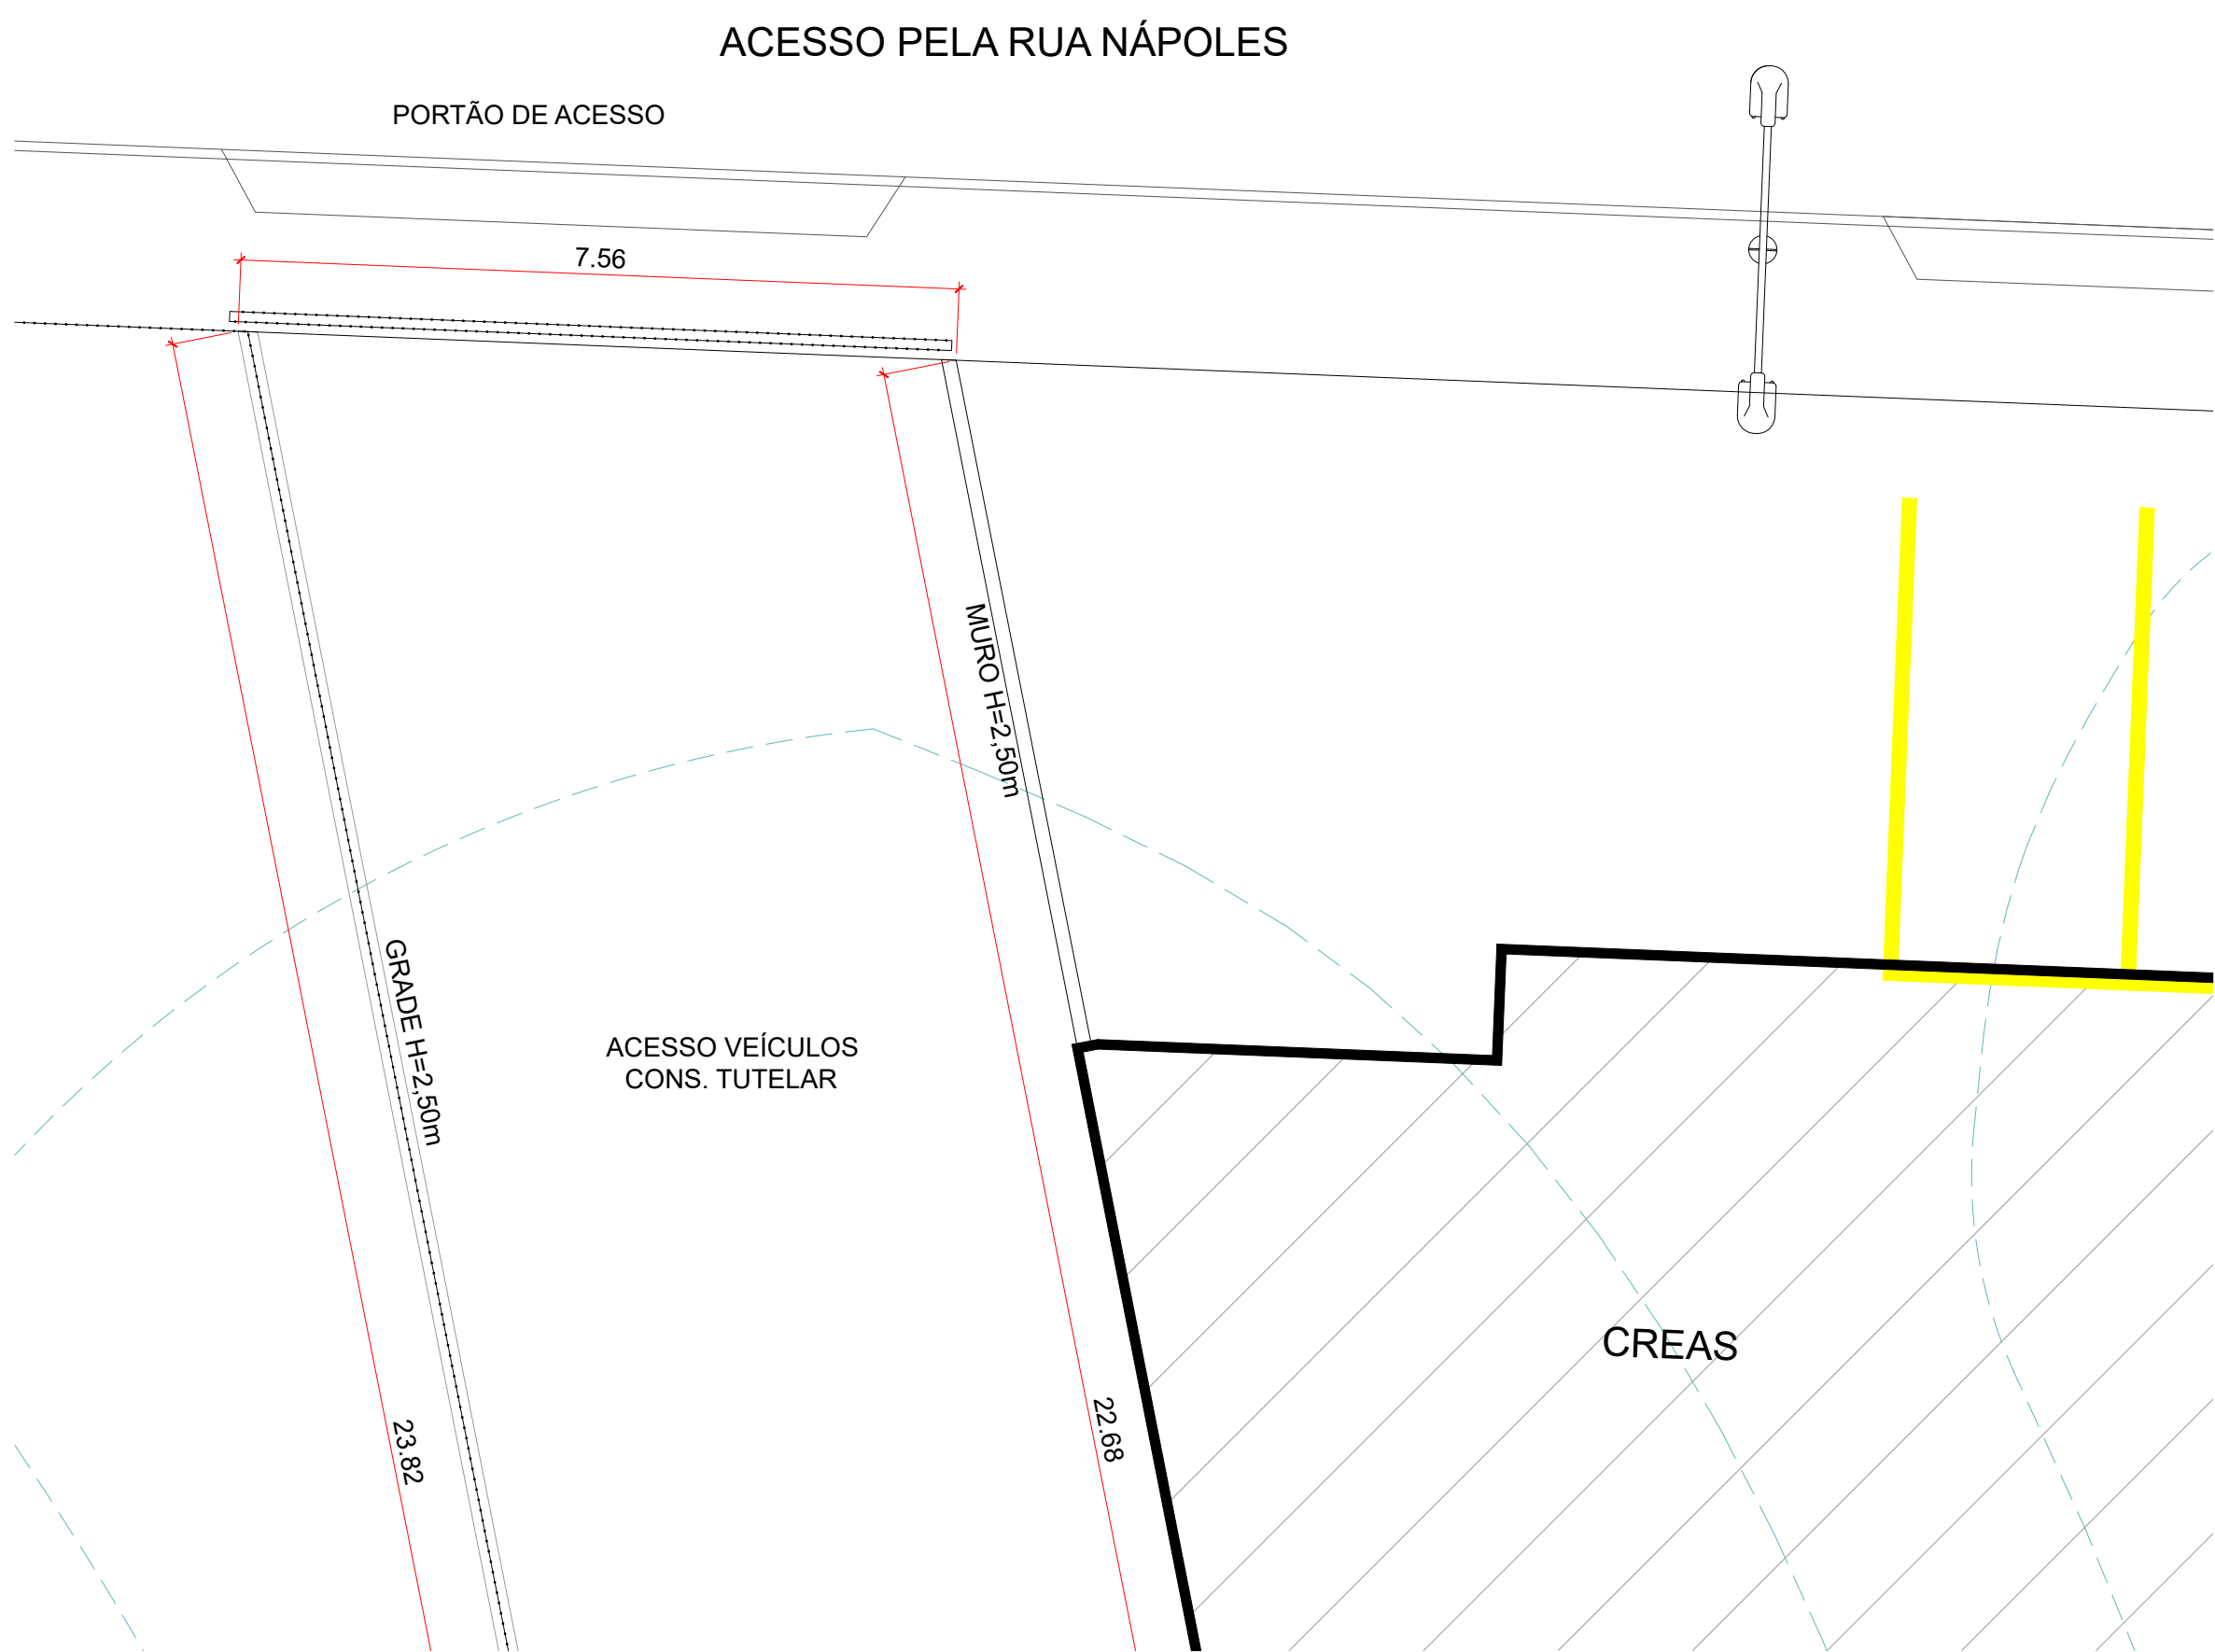 ACESSO PELA RUA NÁPOLES
PORTÃO DE ACESSO
7.56
MURO H=2,50m
GRADE H=2,50m
ACESSO VEÍCULOS
CONS. TUTELAR
CREAS
23.82
22.68